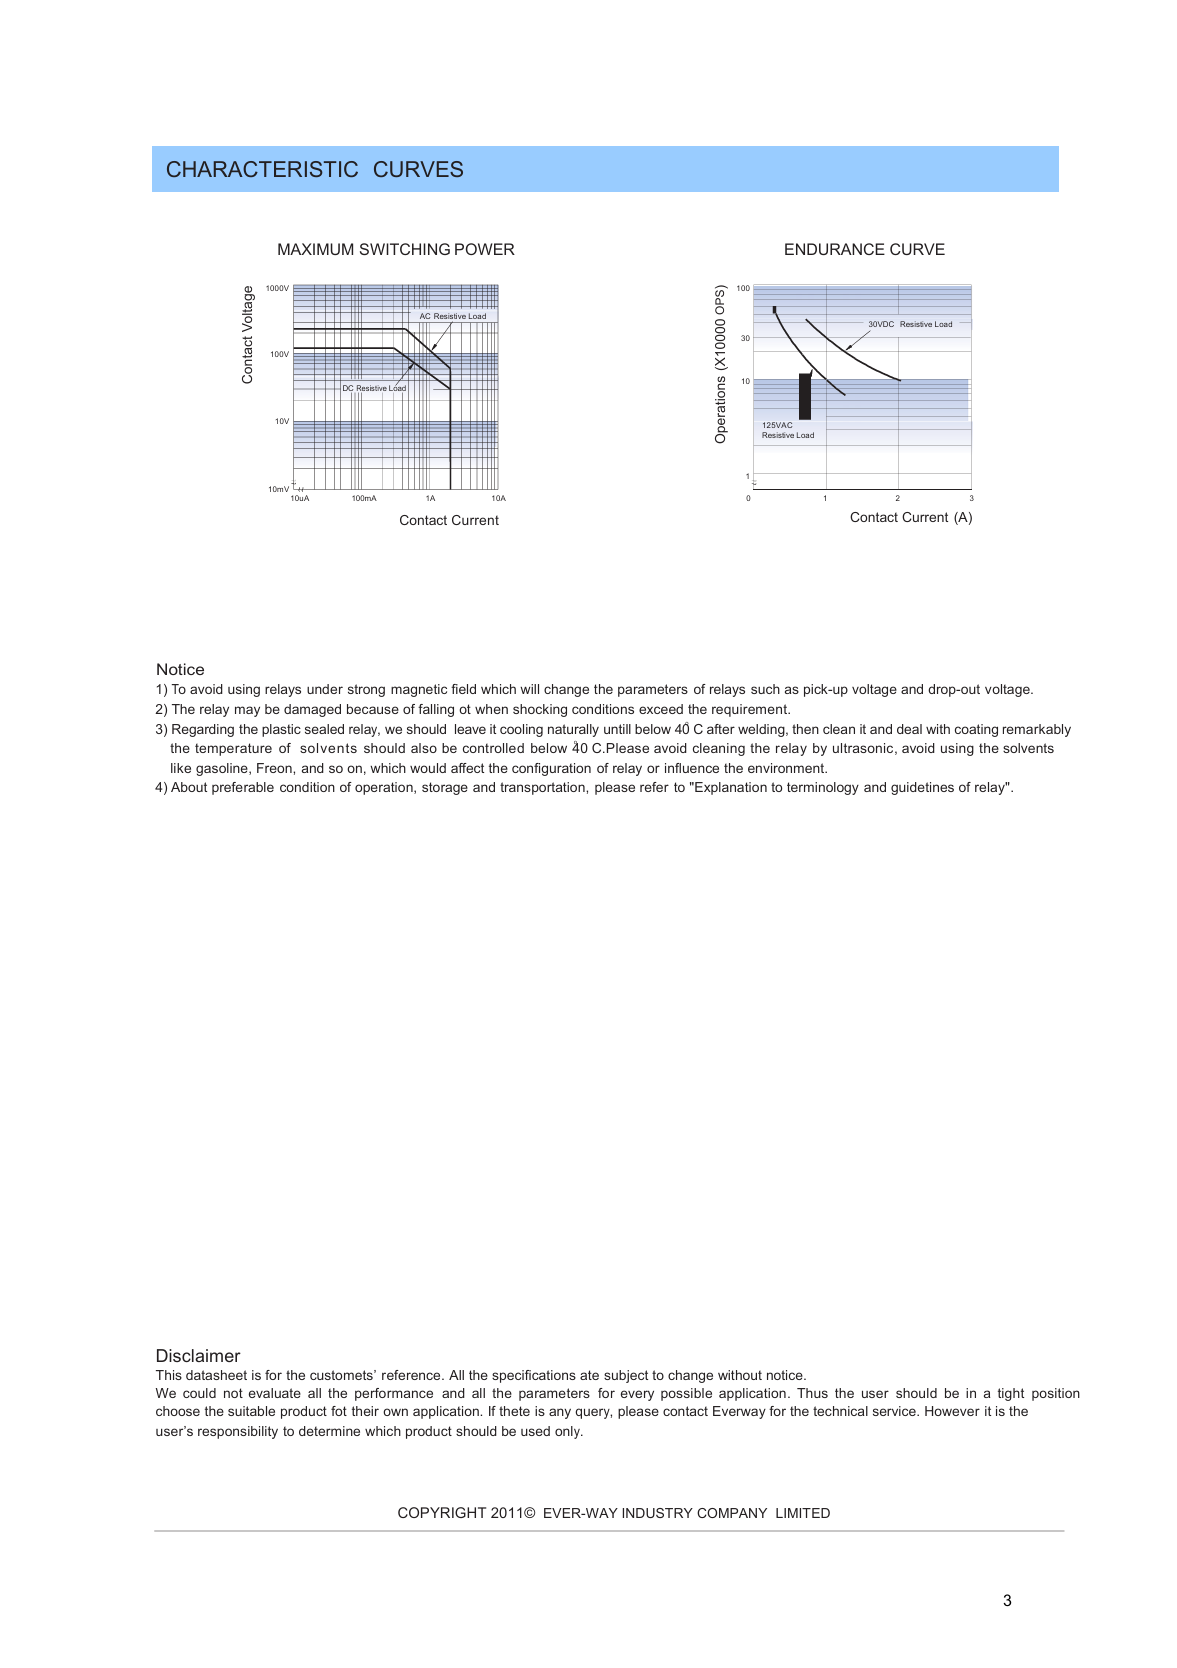 CHARACTERISTIC CURVES
MAXIMUM SWITCHING POWER
Contact Voltage
1000V
100V
10V
10mV
AC Resistive Load
DC Resistive Load
10uA 100mA 1A 10A
Contact Current
ENDURANCE CURVE
Operations (X10000 OPS)
100
30
10
1
30VDC Resistive Load
125VAC
Resistive Load
0 1 2 3
Contact Current (A)
Notice
1) To avoid using relays under strong magnetic field which will change the parameters of relays such as pick-up voltage and drop-out voltage.
2) The relay may be damaged because of falling ot when shocking conditions exceed the requirement.
3) Regarding the plastic sealed relay, we should leave it cooling naturally untill below 40° C after welding, then clean it and deal with coating remarkably
the temperature of solvents should also be controlled below 40 C.Please avoid cleaning the relay by ultrasonic, avoid using the solvents
like gasoline, Freon, and so on, which would affect the configuration of relay or influence the environment.
4) About preferable condition of operation, storage and transportation, please refer to "Explanation to terminology and guidetines of relay".
Disclaimer
This datasheet is for the customets’ reference. All the specifications ate subject to change without notice.
We could not evaluate all the performance and all the parameters for every possible application. Thus the user should be in a tight position
choose the suitable product fot their own application. If thete is any query, please contact Everway for the technical service. However it is the
user’s responsibility to determine which product should be used only.
COPYRIGHT 2011© EVER-WAY INDUSTRY COMPANY LIMITED
3